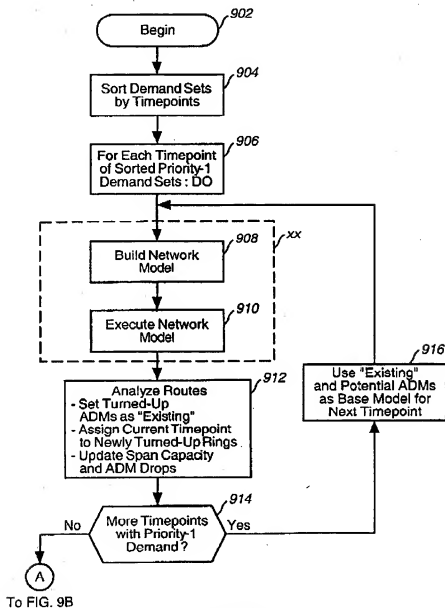 902
Begin
904
Sort Demand Sets
by Timepoints
906
For Each Timepoint
of Sorted Priority-1
Demand Sets : DO
xx
908
Build Network
Model
910
Execute Network
Model
916
Use "Existing"
and Potential ADMs
as Base Model for
Next Timepoint
912
Analyze Routes
- Set Turned-Up
ADMs as "Existing"
- Assign Current Timepoint
to Newly Turned-Up Rings
- Update Span Capacity
and ADM Drops
914
No
More Timepoints
with Priority-1
Demand ?
Yes
A
To FIG. 9B